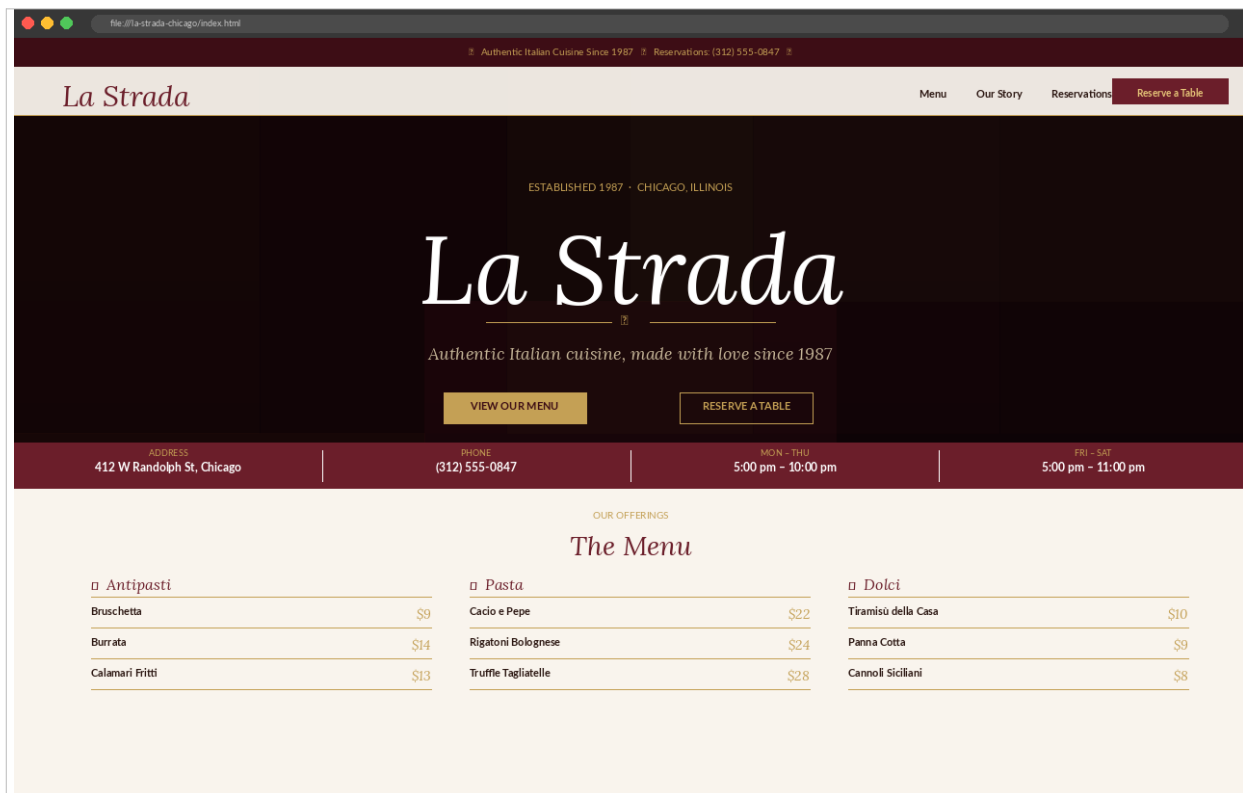 file:///la-strada-chicago/index.html
Authentic Italian Cuisine Since 1987 Reservations: (312) 555-0847
La Strada
Menu Our Story Reservations Reserve a Table
ESTABLISHED 1987 · CHICAGO, ILLINOIS
La Strada
Authentic Italian cuisine, made with love since 1987
VIEW OUR MENU RESERVE A TABLE
ADDRESS
412 W Randolph St, Chicago
PHONE
(312) 555-0847
MON – THU
5:00 pm – 10:00 pm
FRI – SAT
5:00 pm – 11:00 pm
OUR OFFERINGS
The Menu
Antipasti
Bruschetta $9
Burrata $14
Calamari Fritti $13
Pasta
Cacio e Pepe $22
Rigatoni Bolognese $24
Truffle Tagliatelle $28
Dolci
Tiramisù della Casa $10
Panna Cotta $9
Cannoli Siciliani $8